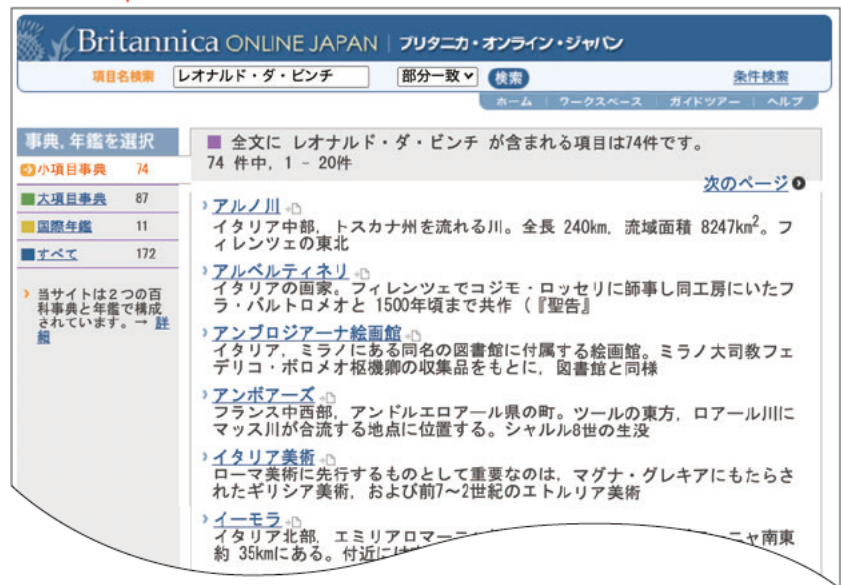 Britannica ONLINE JAPAN | ブリタニカ・オンライン・ジャパン
項目名検索 レオナルド・ダ・ビンチ 部分一致 検索 条件検索
ホーム | ワークスペース | ガイドツアー | ヘルプ
事典, 年鑑を選択
小項目事典 74
大項目事典 87
国際年鑑 11
すべて 172
当サイトは2つの百
科事典と年鑑で構成
されています。→ 詳
細
全文に レオナルド・ダ・ビンチ が含まれる項目は74件です。
74 件中, 1 - 20件
次のページ
アルノ川
イタリア中部, トスカナ州を流れる川。全長 240km, 流域面積 8247km²。フ
ィレンツェの東北
アルベルティネリ
イタリアの画家。フィレンツェでコジモ・ロッセリに師事し同工房にいたフ
ラ・バルトロメオと 1500年頃まで共作 (『聖告』
アンブロジアーナ絵画館
イタリア, ミラノにある同名の図書館に付属する絵画館。ミラノ大司教フェ
デリコ・ボロメオ枢機卿の収集品をもとに, 図書館と同様
アンボアーズ
フランス中西部, アンドルエロアール県の町。ツールの東方, ロアール川に
マッス川が合流する地点に位置する。シャルル8世の生没
イタリア美術
ローマ美術に先行するものとして重要なのは, マグナ・グレキアにもたらさ
れたギリシア美術, および前7～2世紀のエトルリア美術
イーモラ
イタリア北部, エミリアロマーニャ ーニャ南東
約 35kmにある。付近には